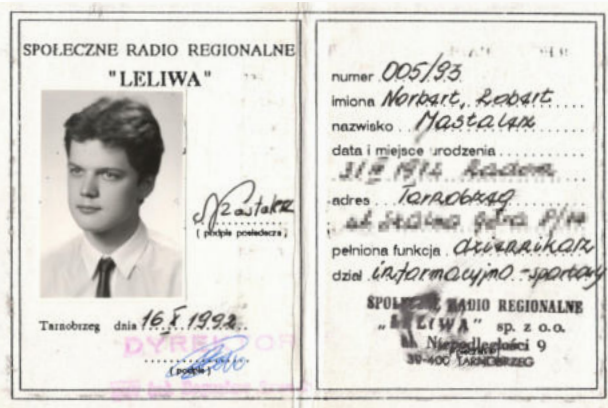 SPOŁECZNE RADIO REGIONALNE
"LELIWA"
( podpis posiadacza )
Tarnobrzeg dnia 16.X.1992
DYREKTOR
( podpis )
numer 005/93
imiona Norbert, Robert
nazwisko Mastalerz
data i miejsce urodzenia
Radom
adres Tarnobrzeg
pełniona funkcja dziennikarz
dział informacyjno-sportowy
SPOŁECZNE RADIO REGIONALNE
„LELIWA" sp. z o.o.
ul. Niepodległości 9
39-400 TARNOBRZEG